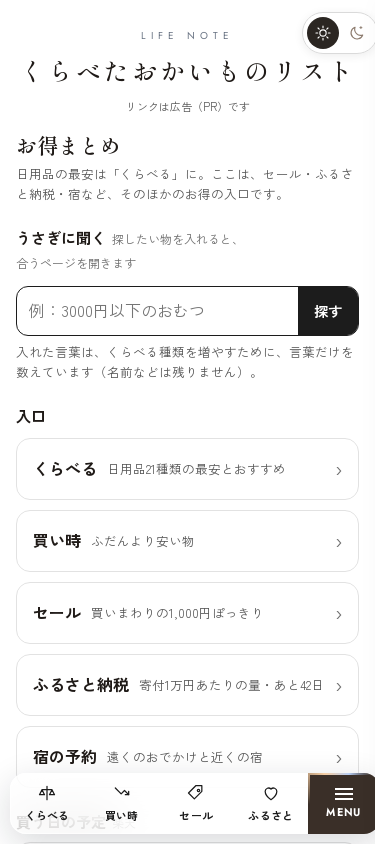 LIFE NOTE
くらべたおかいものリスト
リンクは広告（PR）です
お得まとめ
日用品の最安は「くらべる」に。ここは、セール・ふるさ
と納税・宿など、そのほかのお得の入口です。
うさぎに聞く 探したい物を入れると、
合うページを開きます
例：3000円以下のおむつ
探す
入れた言葉は、くらべる種類を増やすために、言葉だけを
数えています（名前などは残りません）。
入口
くらべる 日用品21種類の最安とおすすめ ›
買い時 ふだんより安い物 ›
セール 買いまわりの1,000円ぽっきり ›
ふるさと納税 寄付1万円あたりの量・あと42日 ›
宿の予約 遠くのおでかけと近くの宿 ›
買う日の予定
くらべる 買い時 セール ふるさと MENU